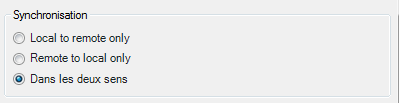 Synchronisation
Local to remote only
Remote to local only
Dans les deux sens